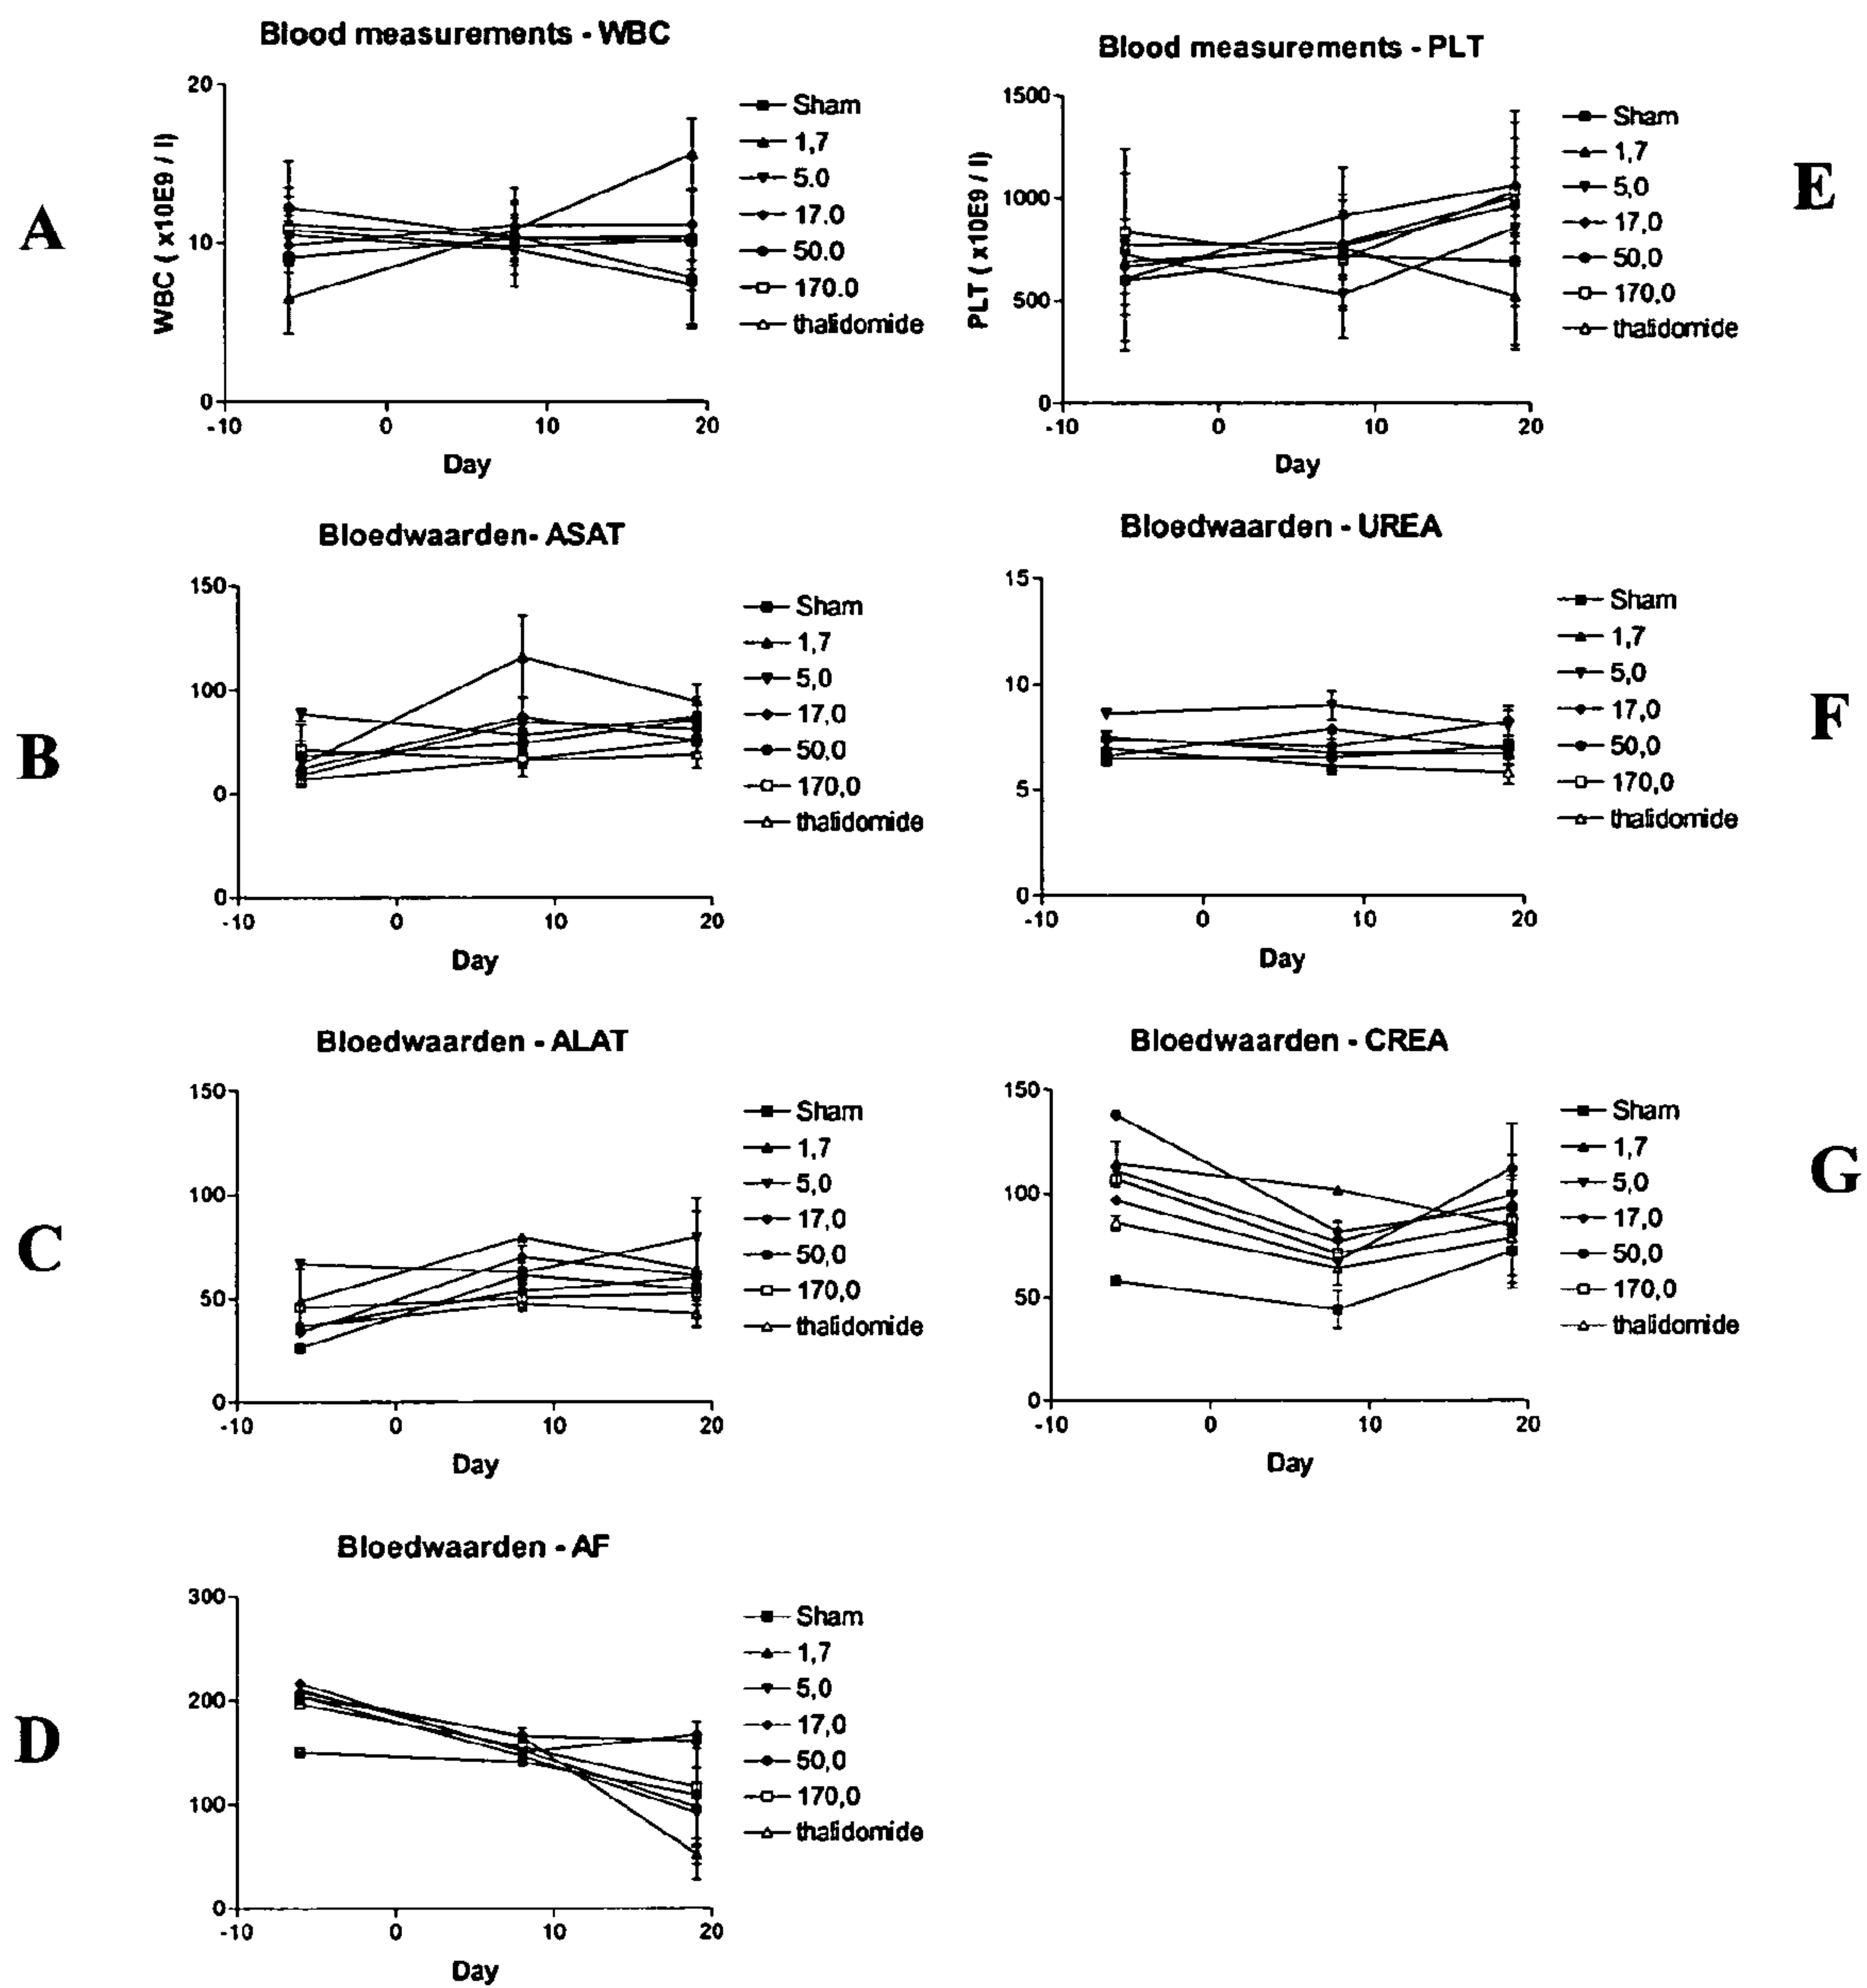 A
Blood measurements - WBC
WBC ( x10E9 / l)
20
10
0
-10 0 10 20
Day
Sham
1,7
5.0
17.0
50.0
170.0
thalidomide
E
Blood measurements - PLT
PLT ( x10E9 / l)
1500
1000
500
0
-10 0 10 20
Day
Sham
1,7
5,0
17,0
50,0
170,0
thalidomide
B
Bloedwaarden- ASAT
150
100
0
0
-10 0 10 20
Day
Sham
1,7
5,0
17,0
50,0
170,0
thalidomide
F
Bloedwaarden - UREA
15
10
5
0
-10 0 10 20
Day
Sham
1,7
5,0
17,0
50,0
170,0
thalidomide
C
Bloedwaarden - ALAT
150
100
50
0
-10 0 10 20
Day
Sham
1,7
5,0
17,0
50,0
170,0
thalidomide
G
Bloedwaarden - CREA
150
100
50
0
-10 0 10 20
Day
Sham
1,7
5,0
17,0
50,0
170,0
thalidomide
D
Bloedwaarden - AF
300
200
100
0
-10 0 10 20
Day
Sham
1,7
5,0
17,0
50,0
170,0
thalidomide